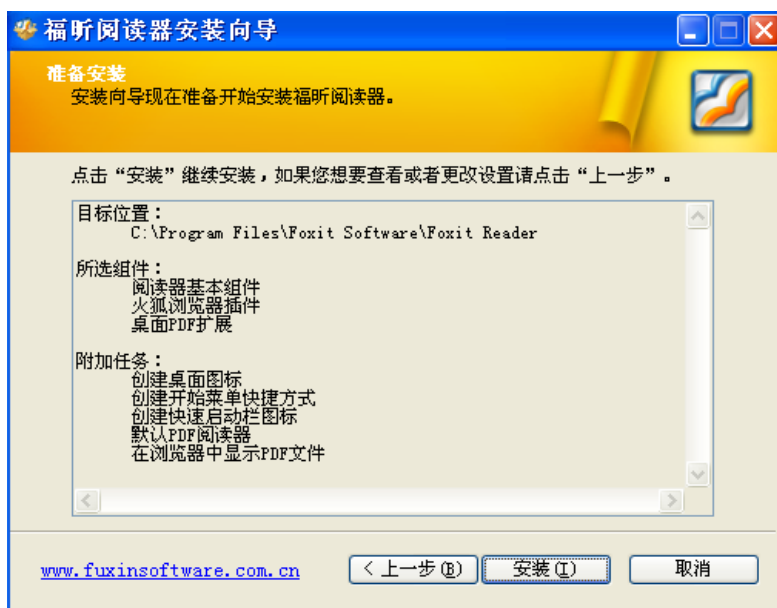 福昕阅读器安装向导
准备安装
安装向导现在准备开始安装福昕阅读器。
点击“安装”继续安装，如果您想要查看或者更改设置请点击“上一步”。
目标位置：
C:\Program Files\Foxit Software\Foxit Reader
所选组件：
阅读器基本组件
火狐浏览器插件
桌面PDF扩展
附加任务：
创建桌面图标
创建开始菜单快捷方式
创建快速启动栏图标
默认PDF阅读器
在浏览器中显示PDF文件
www.fuxinsoftware.com.cn
< 上一步(B)
安装(I)
取消